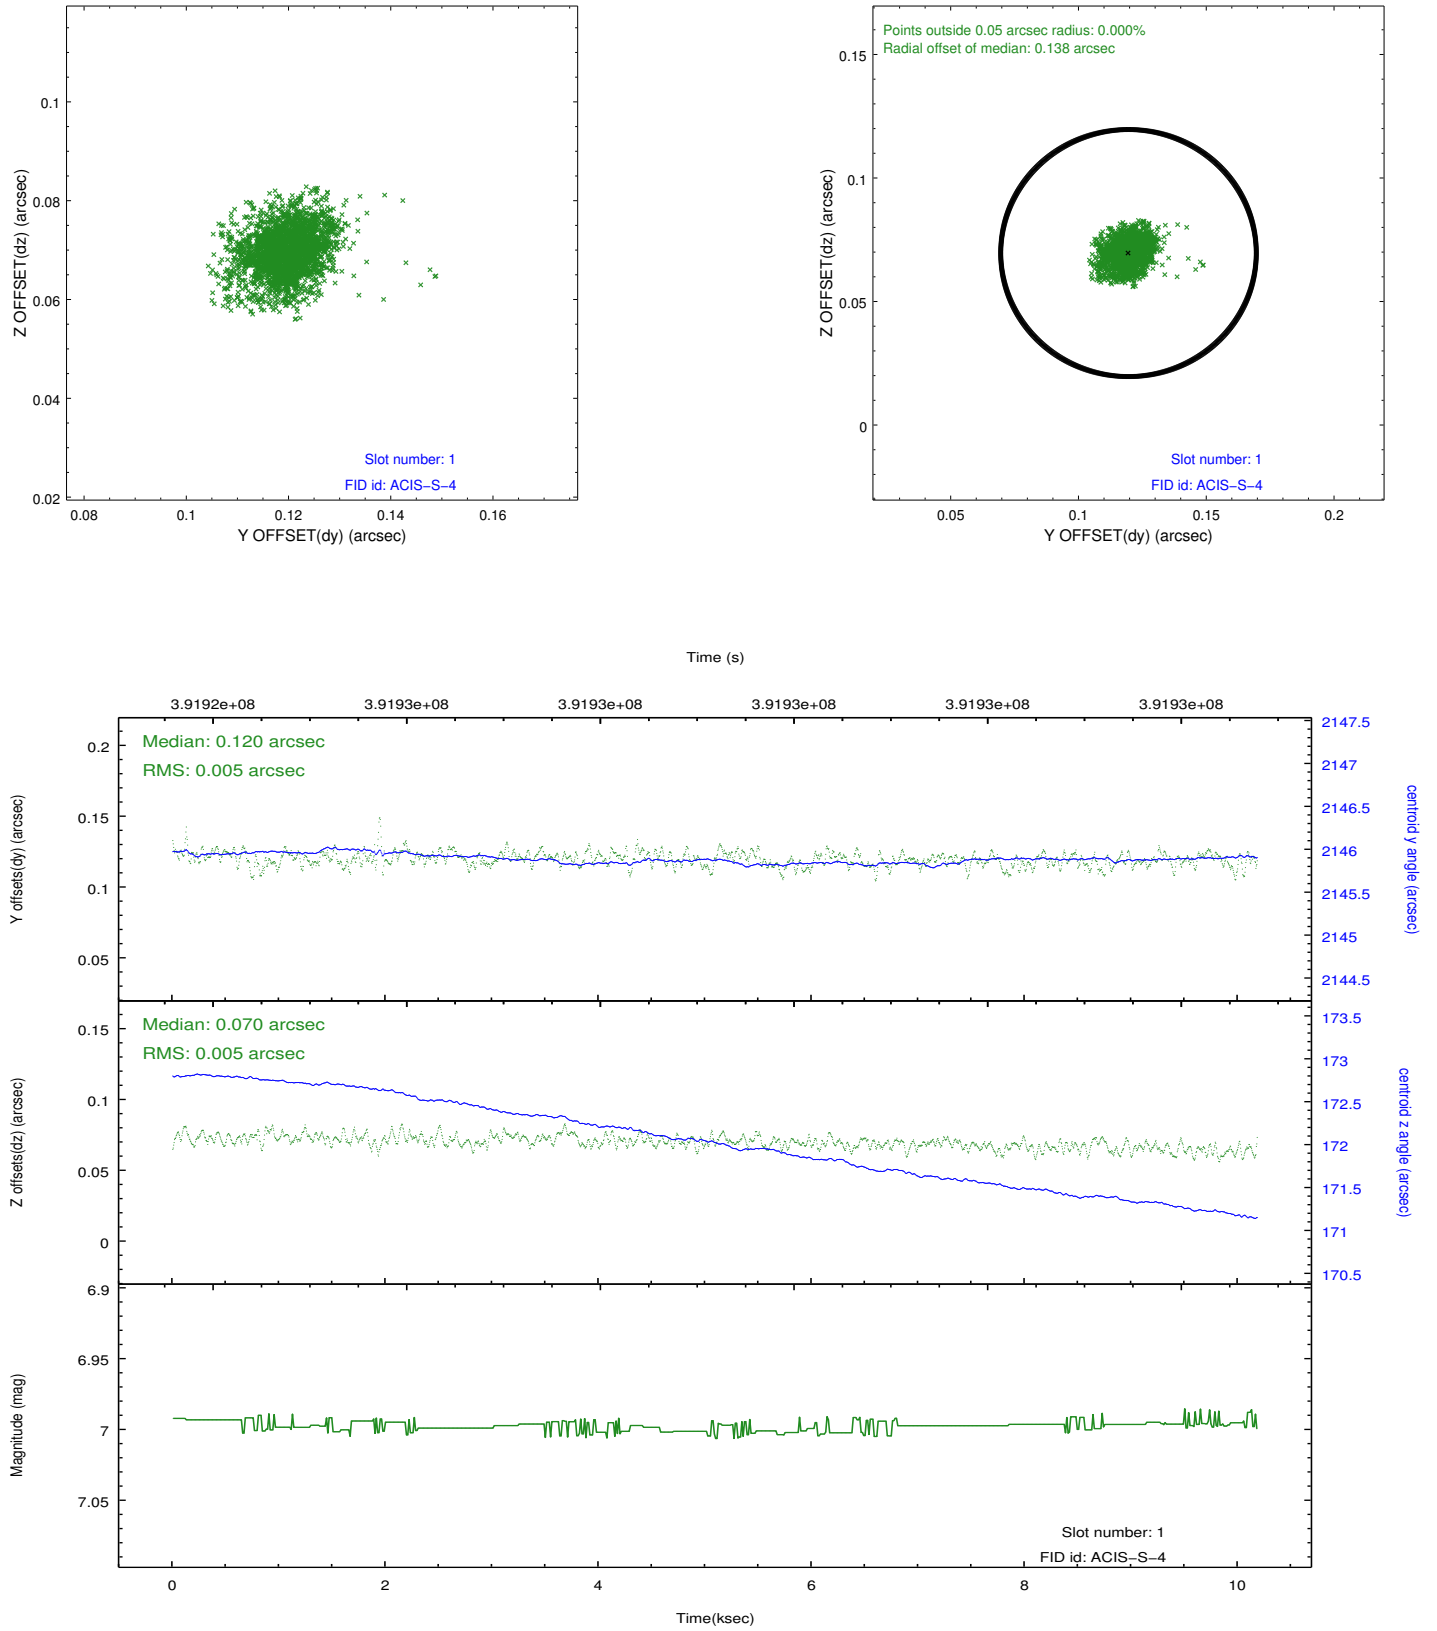 0.1
0.08
0.06
0.04
0.02
Z OFFSET(dz) (arcsec)
0.08 0.1 0.12 0.14 0.16
Y OFFSET(dy) (arcsec)
Slot number: 1
FID id: ACIS−S−4
Points outside 0.05 arcsec radius: 0.000%
Radial offset of median: 0.138 arcsec
0.15
0.1
0.05
0
Z OFFSET(dz) (arcsec)
0.05 0.1 0.15 0.2
Y OFFSET(dy) (arcsec)
Slot number: 1
FID id: ACIS−S−4
Time (s)
3.9192e+08 3.9193e+08 3.9193e+08 3.9193e+08 3.9193e+08 3.9193e+08
Median: 0.120 arcsec
RMS: 0.005 arcsec
0.2
0.15
0.1
0.05
Y offsets(dy) (arcsec)
2147.5
2147
2146.5
2146
2145.5
2145
2144.5
centroid y angle (arcsec)
Median: 0.070 arcsec
RMS: 0.005 arcsec
0.15
0.1
0.05
0
Z offsets(dz) (arcsec)
173.5
173
172.5
172
171.5
171
170.5
centroid z angle (arcsec)
6.9
6.95
7
7.05
Magnitude (mag)
Slot number: 1
FID id: ACIS−S−4
0 2 4 6 8 10
Time(ksec)